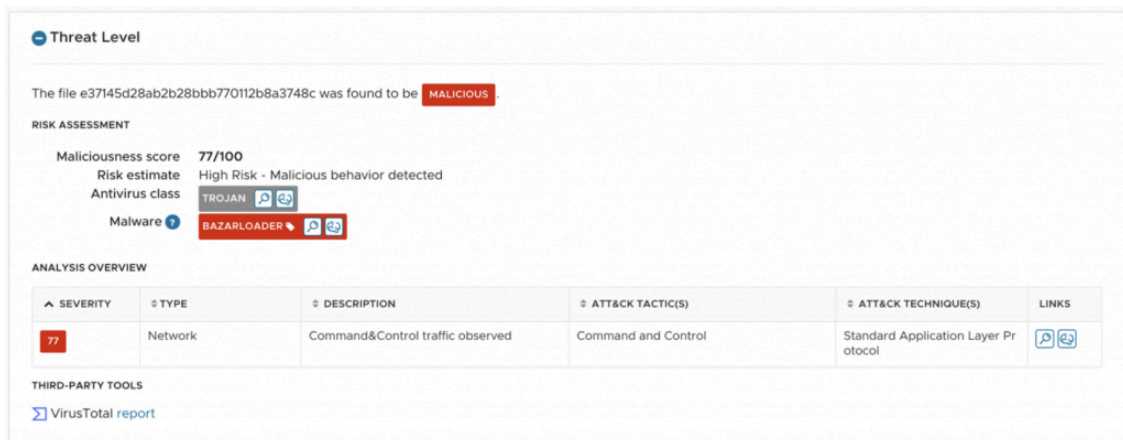 Threat Level
The file e37145d28ab2b28bbb770112b8a3748c was found to be MALICIOUS .
RISK ASSESSMENT
Maliciousness score 77/100
Risk estimate High Risk - Malicious behavior detected
Antivirus class TROJAN
Malware ? BAZARLOADER
ANALYSIS OVERVIEW
SEVERITY TYPE DESCRIPTION ATT&CK TACTIC(S) ATT&CK TECHNIQUE(S) LINKS
77 Network Command&Control traffic observed Command and Control Standard Application Layer Pr
otocol
THIRD-PARTY TOOLS
VirusTotal report